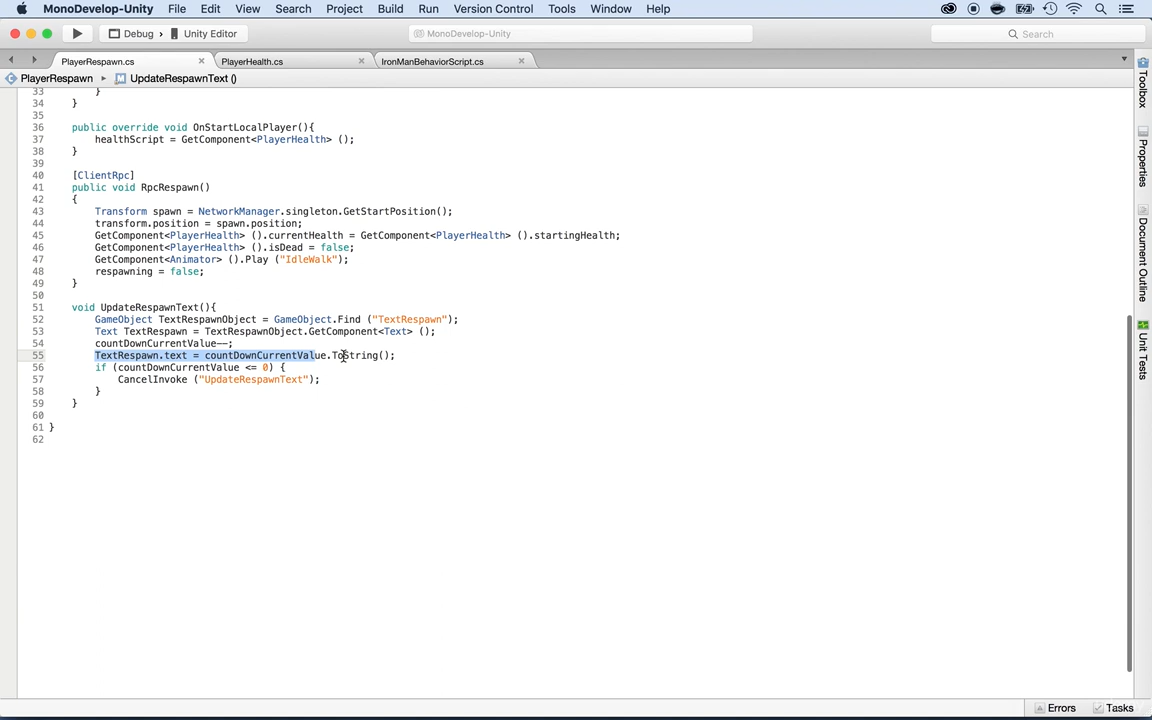 MonoDevelop-Unity File Edit View Search Project Build Run Version Control Tools Window Help
Debug › Unity Editor MonoDevelop-Unity Search
PlayerRespawn.cs × PlayerHealth.cs × IronManBehaviorScript.cs ×
PlayerRespawn ▸ UpdateRespawnText ()
33 }
34 }
35
36 public override void OnStartLocalPlayer(){
37 healthScript = GetComponent<PlayerHealth> ();
38 }
39
40 [ClientRpc]
41 public void RpcRespawn()
42 {
43 Transform spawn = NetworkManager.singleton.GetStartPosition();
44 transform.position = spawn.position;
45 GetComponent<PlayerHealth> ().currentHealth = GetComponent<PlayerHealth> ().startingHealth;
46 GetComponent<PlayerHealth> ().isDead = false;
47 GetComponent<Animator> ().Play ("IdleWalk");
48 respawning = false;
49 }
50
51 void UpdateRespawnText(){
52 GameObject TextRespawnObject = GameObject.Find ("TextRespawn");
53 Text TextRespawn = TextRespawnObject.GetComponent<Text> ();
54 countDownCurrentValue--;
55 TextRespawn.text = countDownCurrentValue.ToString();
56 if (countDownCurrentValue <= 0) {
57 CancelInvoke ("UpdateRespawnText");
58 }
59 }
60
61 }
62
Toolbox
Properties
Document Outline
Unit Tests
Errors Tasks